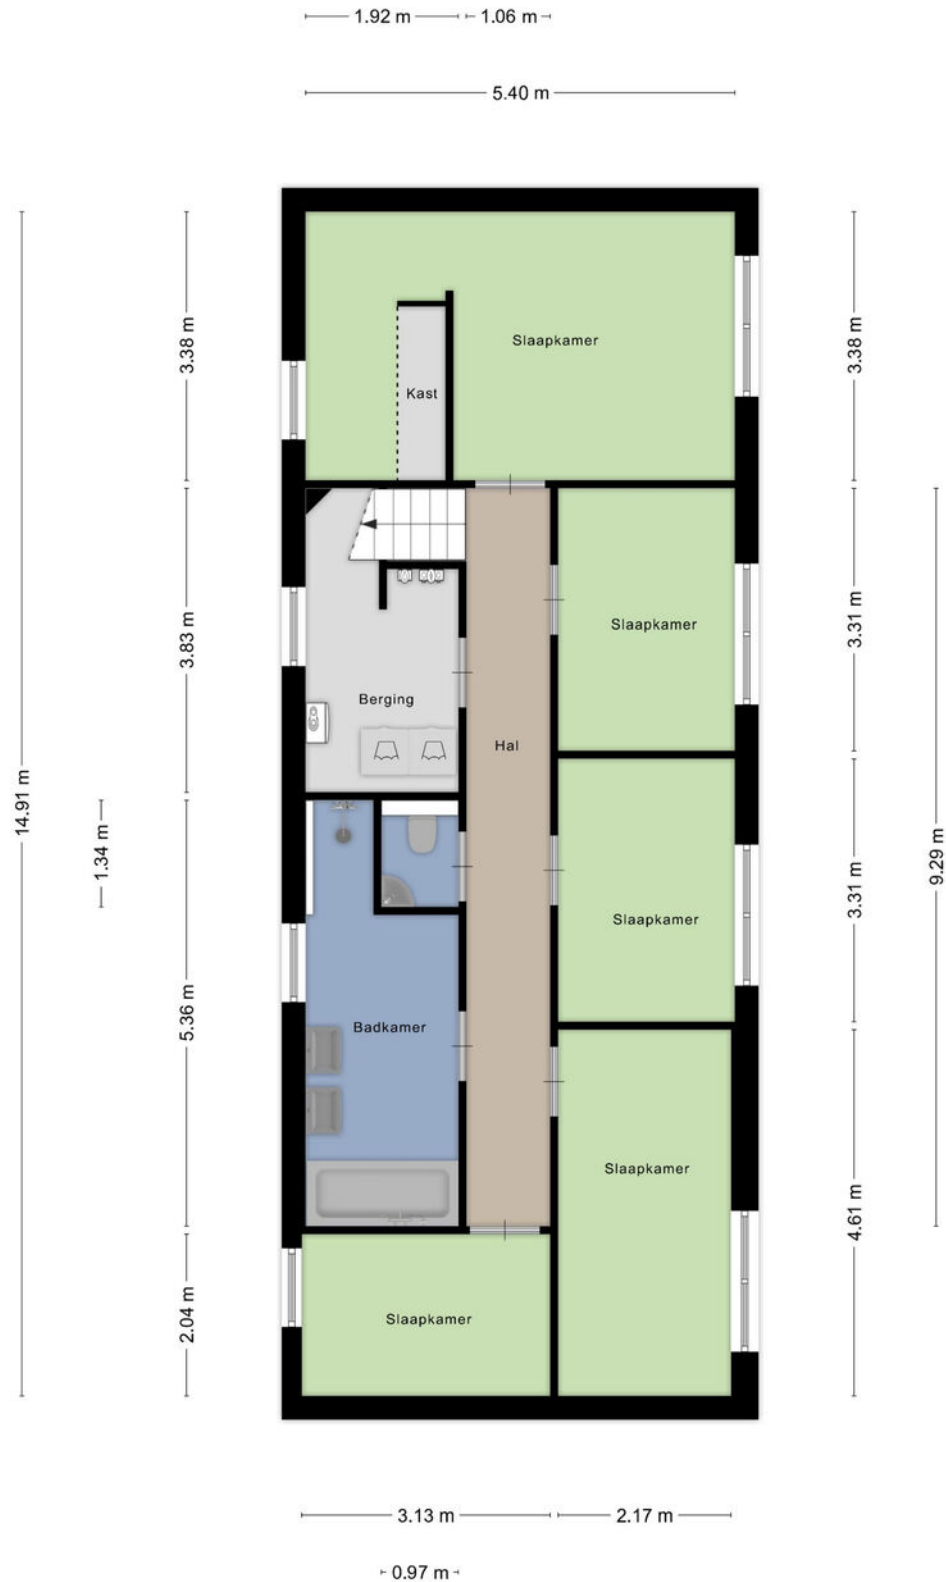 1.92 m
1.06 m
5.40 m
3.38 m
3.38 m
Slaapkamer
Kast
3.83 m
3.31 m
Slaapkamer
Berging
Hal
14.91 m
1.34 m
9.29 m
3.31 m
Slaapkamer
5.36 m
Badkamer
Slaapkamer
4.61 m
2.04 m
Slaapkamer
3.13 m
2.17 m
0.97 m